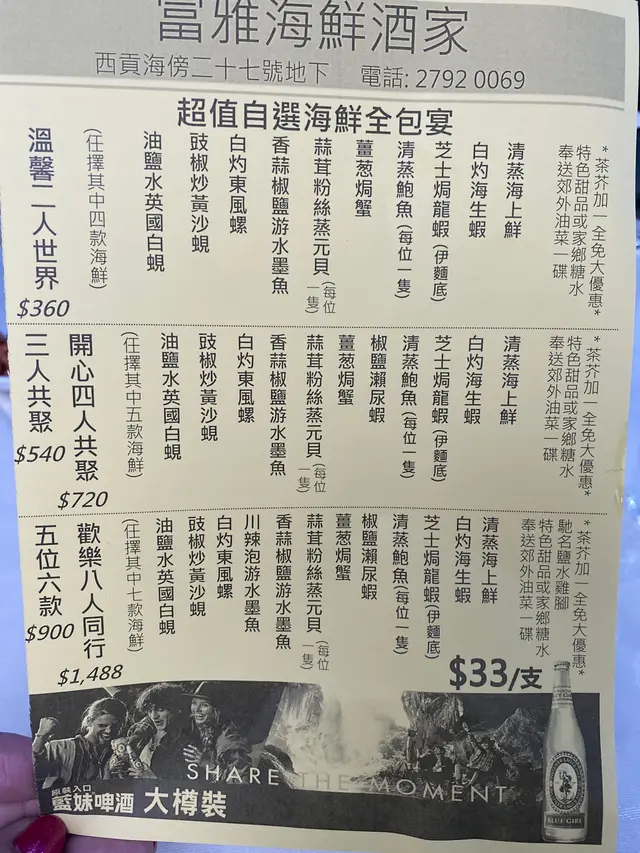 富雅海鮮酒家
西貢海傍二十七號地下 電話: 2792 0069
超值自選海鮮全包宴
*茶芥加一全免大優惠*
特色甜品或家鄉糖水
奉送郊外油菜一碟
清蒸海上鮮
白灼海生蝦
芝士焗龍蝦(伊麵底)
清蒸鮑魚(每位一隻)
薑葱焗蟹
蒜茸粉絲蒸元貝(每位一隻)
香蒜椒鹽游水墨魚
白灼東風螺
豉椒炒黃沙蜆
油鹽水英國白蜆
(任擇其中四款海鮮)
溫馨二人世界
$360
*茶芥加一全免大優惠*
特色甜品或家鄉糖水
奉送郊外油菜一碟
清蒸海上鮮
白灼海生蝦
芝士焗龍蝦(伊麵底)
清蒸鮑魚(每位一隻)
椒鹽瀨尿蝦
薑葱焗蟹
蒜茸粉絲蒸元貝(每位一隻)
香蒜椒鹽游水墨魚
白灼東風螺
豉椒炒黃沙蜆
油鹽水英國白蜆
(任擇其中五款海鮮)
開心四人共聚
$720
三人共聚
$540
*茶芥加一全免大優惠*
馳名鹽水雞腳
特色甜品或家鄉糖水
奉送郊外油菜一碟
清蒸海上鮮
白灼海生蝦
芝士焗龍蝦(伊麵底)
清蒸鮑魚(每位一隻)
椒鹽瀨尿蝦
薑葱焗蟹
蒜茸粉絲蒸元貝(每位一隻)
香蒜椒鹽游水墨魚
川辣泡游水墨魚
白灼東風螺
豉椒炒黃沙蜆
油鹽水英國白蜆
(任擇其中七款海鮮)
歡樂八人同行
$1,488
五位六款
$900
$33/支
SHARE THE MOMENT
原裝入口
藍妹啤酒 大樽裝
BLUE GIRL